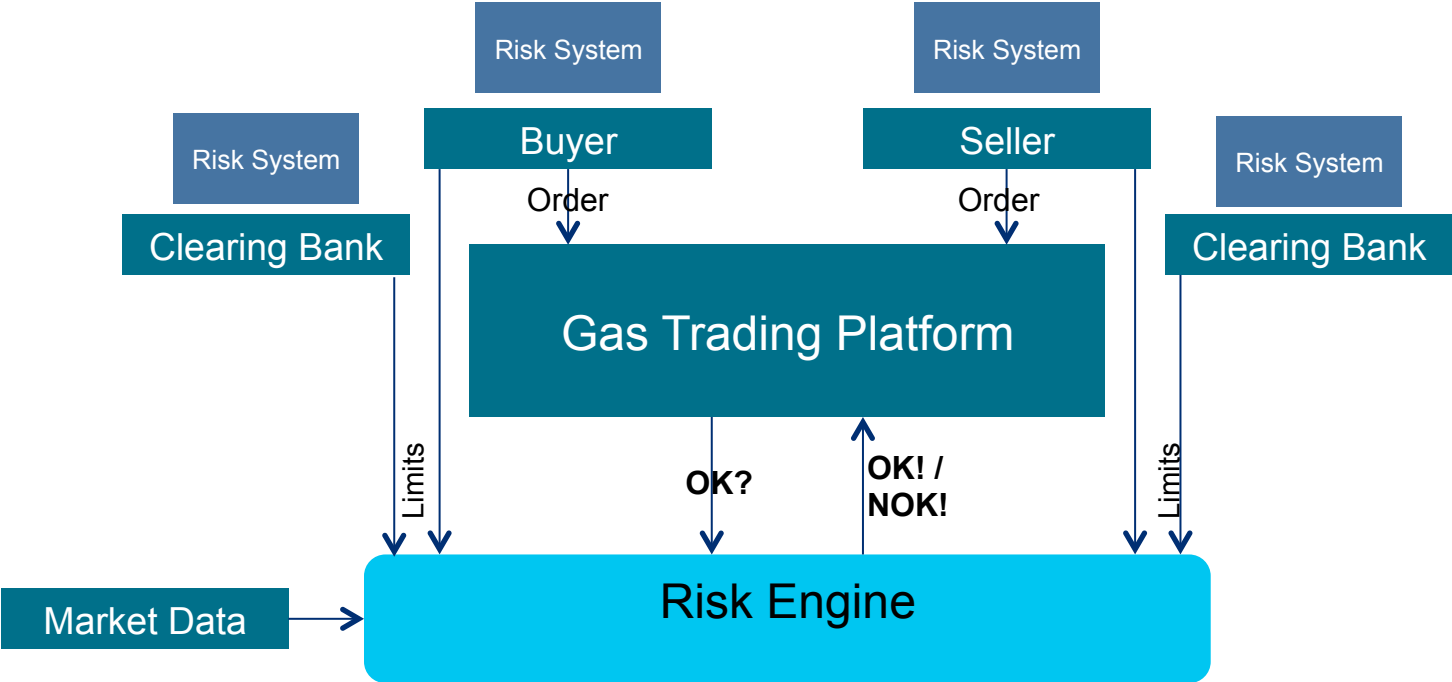 Risk System
Risk System
Buyer
Seller
Risk System
Risk System
Order
Order
Clearing Bank
Clearing Bank
Gas Trading Platform
Limits
OK?
OK! /
NOK!
Limits
Risk Engine
Market Data